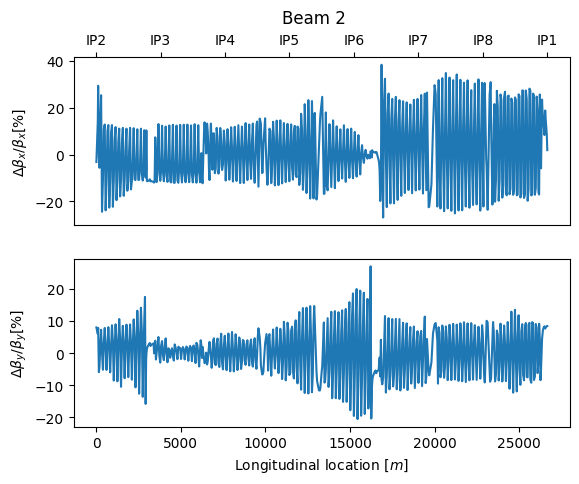 Beam 2
IP2 IP3 IP4 IP5 IP6 IP7 IP8 IP1
Δβx/βx[%]
40
20
0
−20
Δβy/βy[%]
20
10
0
−10
−20
0 5000 10000 15000 20000 25000
Longitudinal location [m]